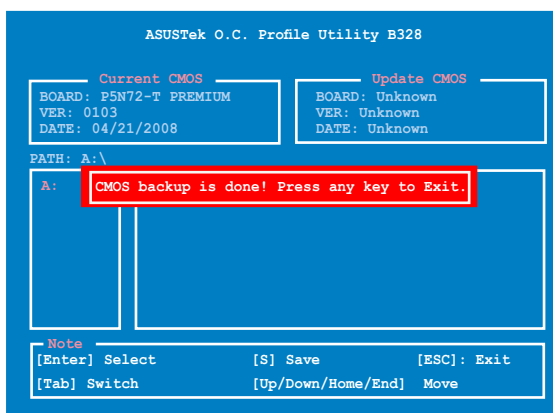 ASUSTek O.C. Profile Utility B328
Current CMOS
BOARD: P5N72-T PREMIUM
VER: 0103
DATE: 04/21/2008
Update CMOS
BOARD: Unknown
VER: Unknown
DATE: Unknown
PATH: A:\
A:
CMOS backup is done! Press any key to Exit.
Note
[Enter] Select [S] Save [ESC]: Exit
[Tab] Switch [Up/Down/Home/End] Move